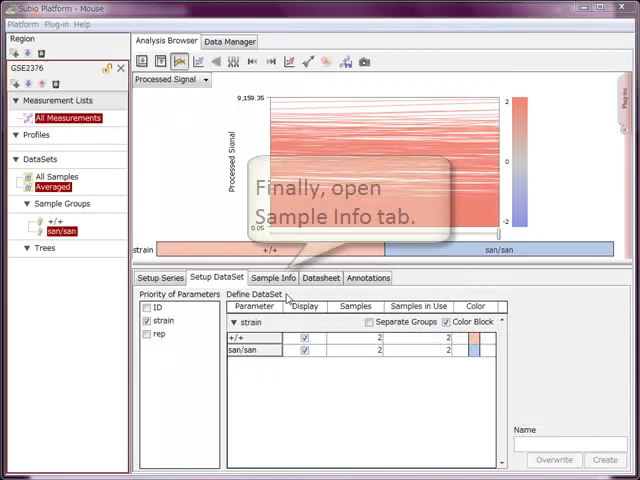 Subio Platform - Mouse
Platform Plug-in Help
Region
GSE2376
Measurement Lists
All Measurements
Profiles
DataSets
All Samples
Averaged
Sample Groups
+/+
san/san
Trees
Analysis Browser Data Manager
Processed Signal
9,159.35
Processed Signal
0.05
2
0
-2
Plug-ins
Finally, open
Sample Info tab.
strain +/+ san/san
Setup Series Setup DataSet Sample Info Datasheet Annotations
Priority of Parameters
ID
strain
rep
Define DataSet
Parameter Display Samples Samples in Use Color
strain Separate Groups Color Block
+/+ 2 2
san/san 2 2
Name
Overwrite Create